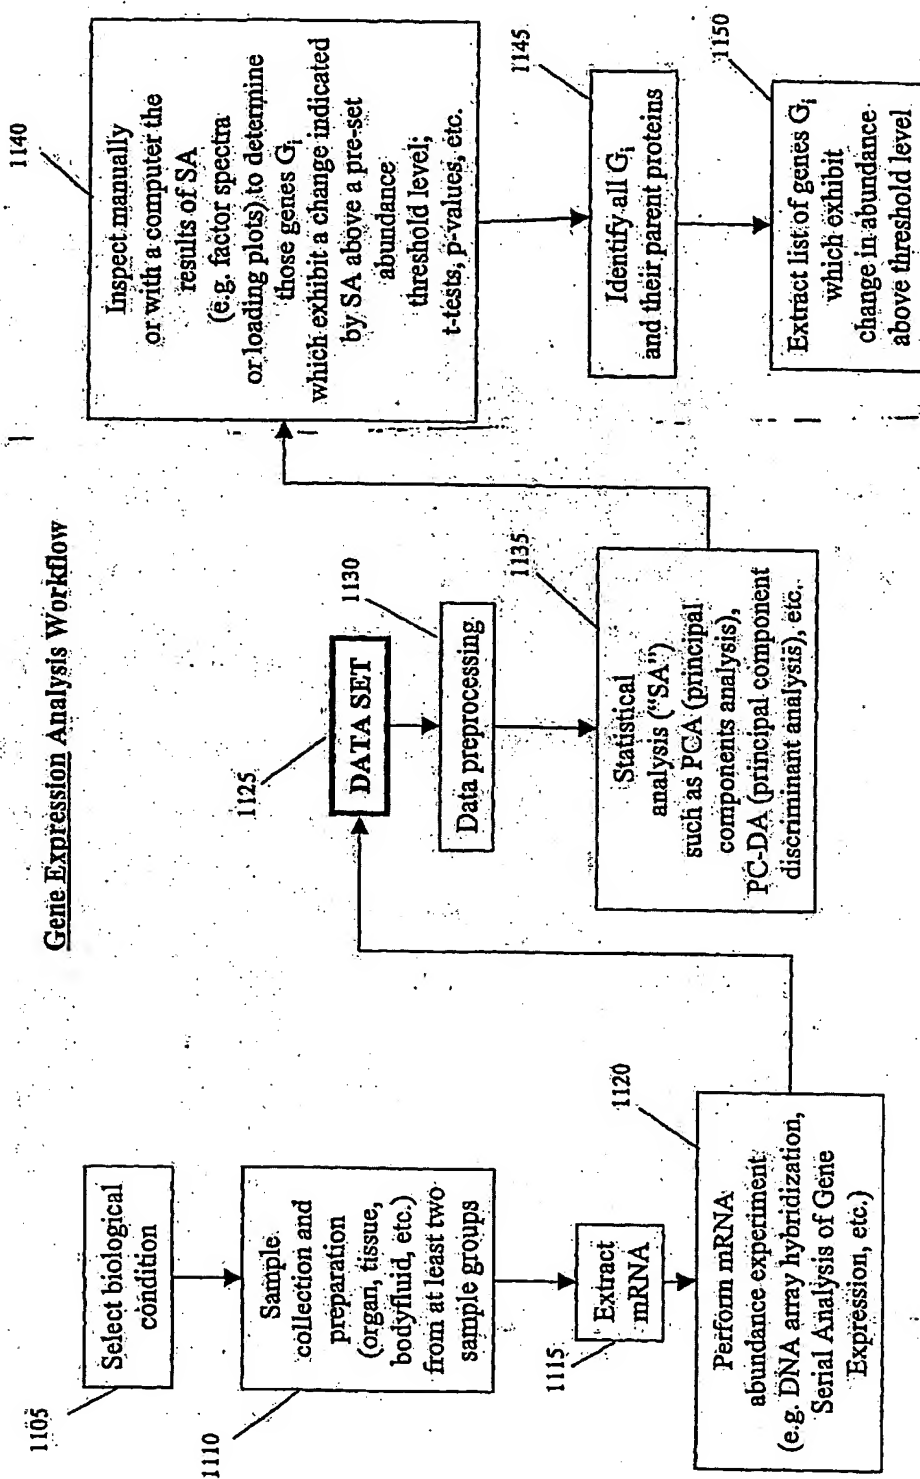 Gene Expression Analysis Workflow
1105
Select biological
condition
1110
Sample
collection and
preparation
(organ, tissue,
bodyfluid, etc.)
from at least two
sample groups
1115
Extract
mRNA
1120
Perform mRNA
abundance experiment
(e.g. DNA array hybridization,
Serial Analysis of Gene
Expression, etc.)
1125
DATA SET
1130
Data preprocessing
1135
Statistical
analysis ("SA")
such as PCA (principal
components analysis),
PC-DA (principal component
discriminant analysis), etc.
1140
Inspect manually
or with a computer the
results of SA
(e.g. factor spectra
or loading plots) to determine
those genes Gi
which exhibit a change indicated
by SA above a pre-set
abundance
threshold level;
t-tests, p-values, etc.
1145
Identify all Gi
and their parent proteins
1150
Extract list of genes Gi
which exhibit
change in abundance
above threshold level